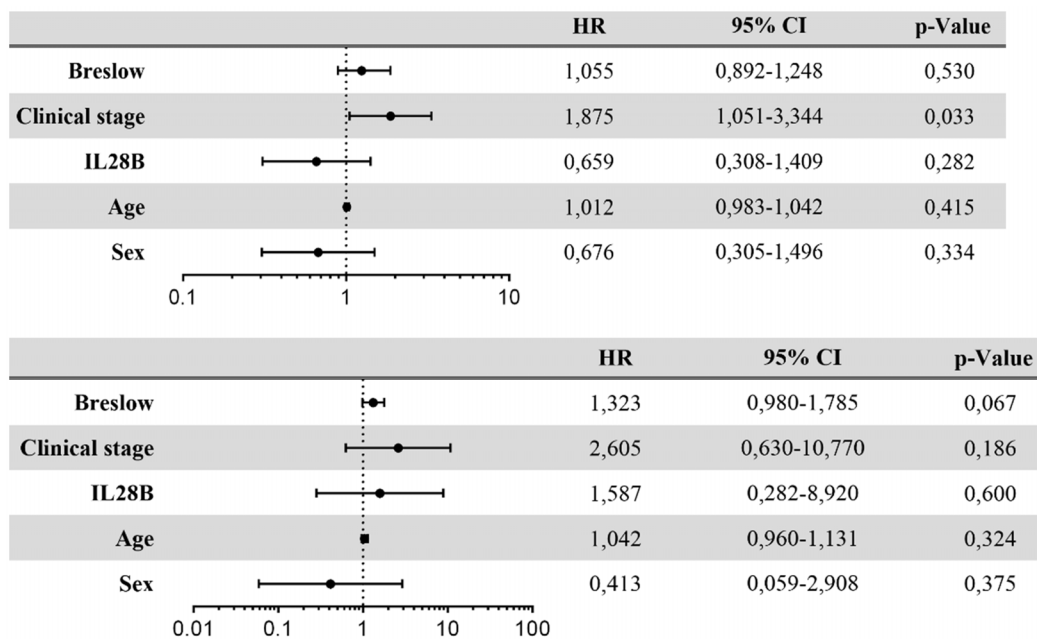 HR 95% CI p-Value
Breslow 1,055 0,892-1,248 0,530
Clinical stage 1,875 1,051-3,344 0,033
IL28B 0,659 0,308-1,409 0,282
Age 1,012 0,983-1,042 0,415
Sex 0,676 0,305-1,496 0,334
0.1 1 10
HR 95% CI p-Value
Breslow 1,323 0,980-1,785 0,067
Clinical stage 2,605 0,630-10,770 0,186
IL28B 1,587 0,282-8,920 0,600
Age 1,042 0,960-1,131 0,324
Sex 0,413 0,059-2,908 0,375
0.01 0.1 1 10 100